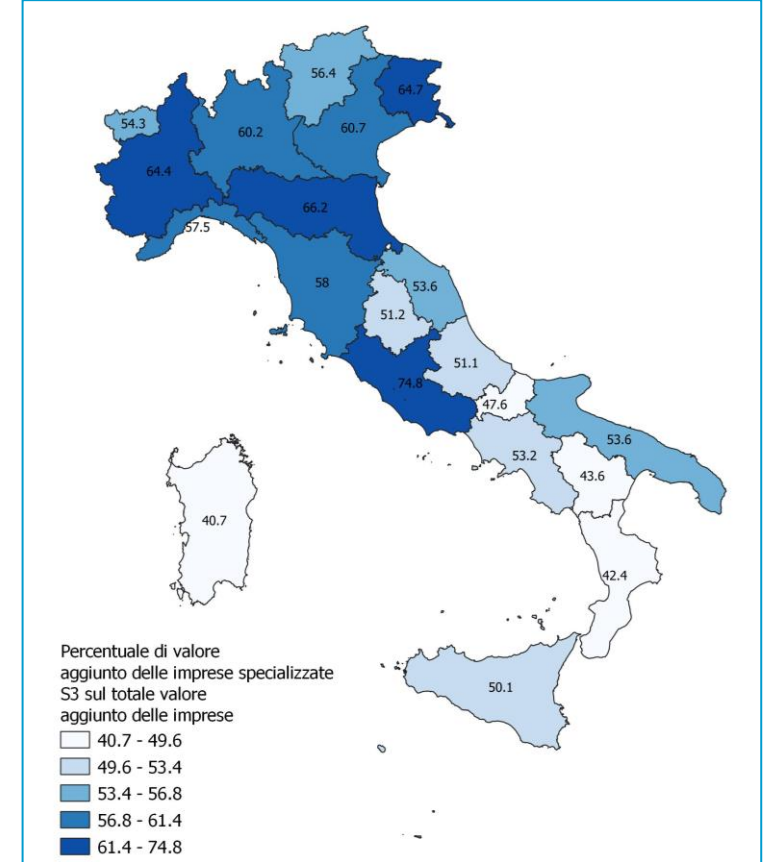 56.4
64.7
54.3
60.2
60.7
64.4
66.2
57.5
58
53.6
51.2
51.1
74.8
47.6
53.6
53.2
43.6
40.7
42.4
50.1
Percentuale di valore
aggiunto delle imprese specializzate
S3 sul totale valore
aggiunto delle imprese
40.7 - 49.6
49.6 - 53.4
53.4 - 56.8
56.8 - 61.4
61.4 - 74.8